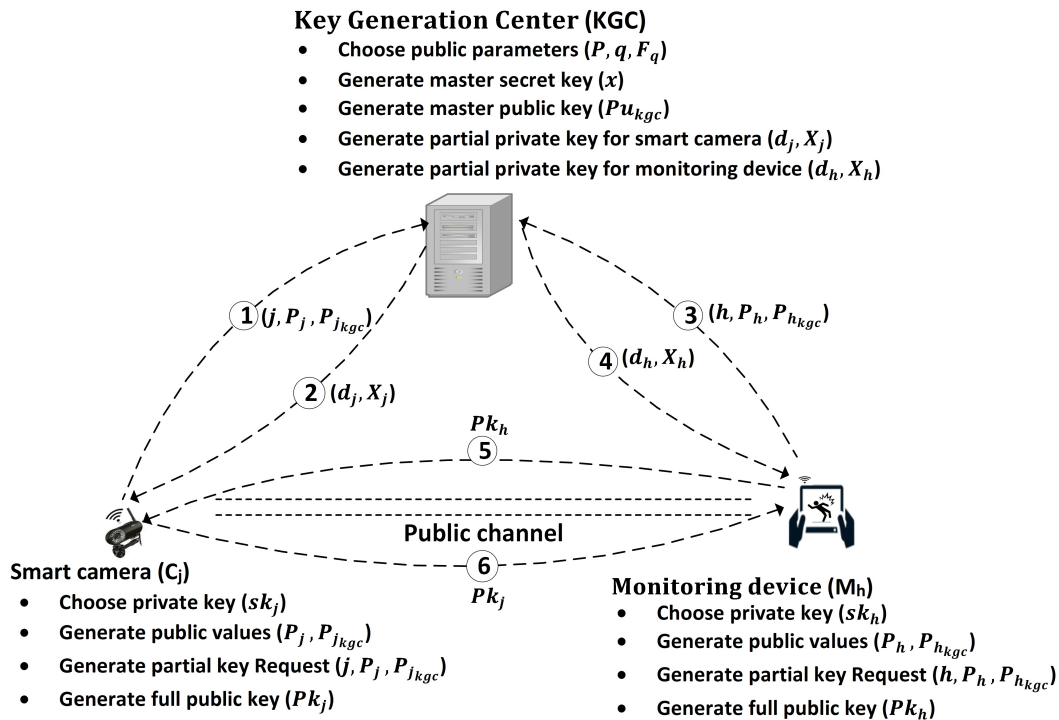 Key Generation Center (KGC)
• Choose public parameters (P, q, F_q)
• Generate master secret key (x)
• Generate master public key (Pu_kgc)
• Generate partial private key for smart camera (d_j, X_j)
• Generate partial private key for monitoring device (d_h, X_h)
1 (j, P_j, P_j_kgc)
3 (h, P_h, P_h_kgc)
4 (d_h, X_h)
2 (d_j, X_j)
Pk_h
5
Public channel
6
Pk_j
Smart camera (Cj)
• Choose private key (sk_j)
• Generate public values (P_j, P_j_kgc)
• Generate partial key Request (j, P_j, P_j_kgc)
• Generate full public key (Pk_j)
Monitoring device (Mh)
• Choose private key (sk_h)
• Generate public values (P_h, P_h_kgc)
• Generate partial key Request (h, P_h, P_h_kgc)
• Generate full public key (Pk_h)